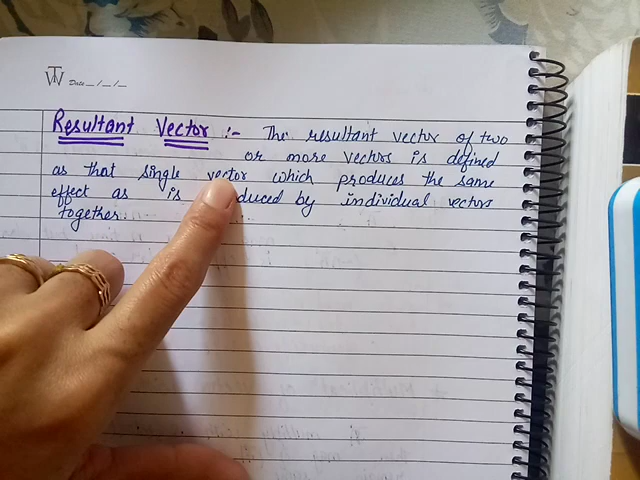 TW Date _/_/_
Resultant Vector :- The resultant vector of two
or more vectors is defined
as that single vector which produces the same
effect as is by individual vectors
together.